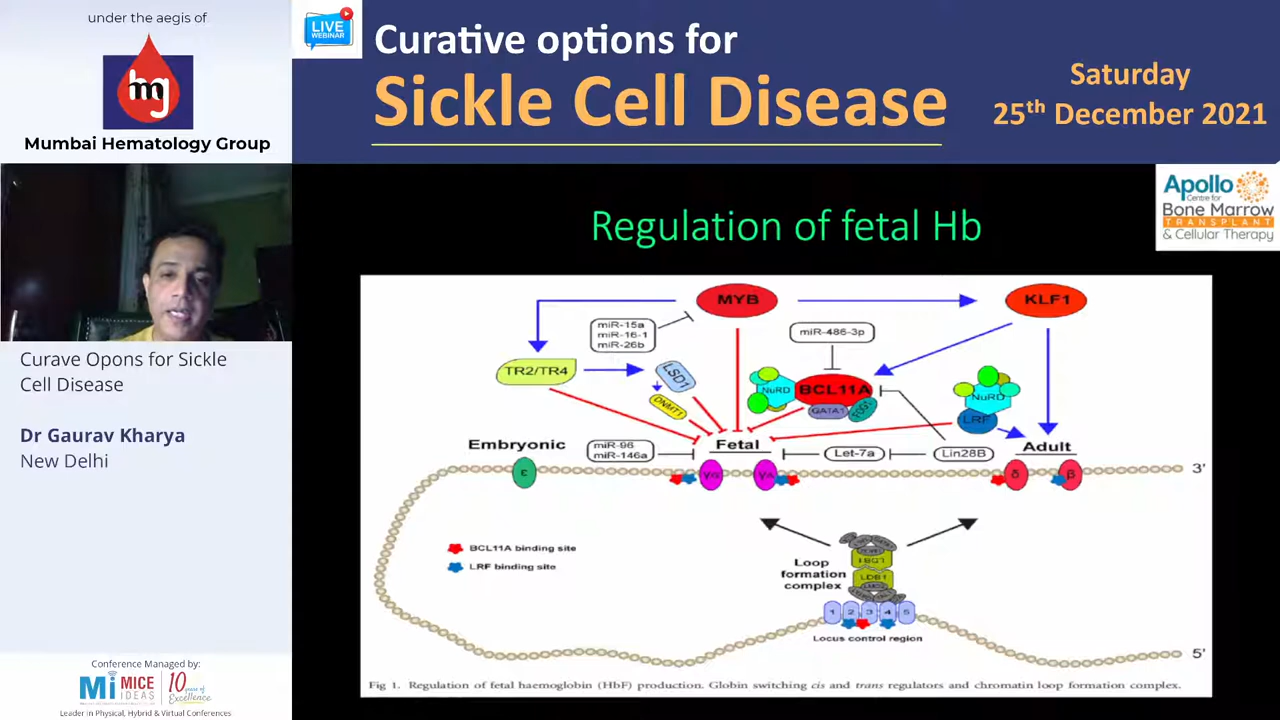 under the aegis of
mg
Mumbai Hematology Group
LIVE
WEBINAR
Curative options for
Sickle Cell Disease
Saturday
25th December 2021
Apollo
Centre for
Bone Marrow
TRANSPLANT
& Cellular Therapy
Curave Opons for Sickle
Cell Disease
Dr Gaurav Kharya
New Delhi
Conference Managed by:
Mi MICE
IDEAS
10 years of
Excellence
Leader in Physical, Hybrid & Virtual Conferences
Regulation of fetal Hb
MYB
KLF1
miR-15a
miR-16-1
miR-26b
miR-486-3p
TR2/TR4
LSD1
DNMT1
NuRD
BCL11A
GATA1
FOG1
NuRD
LRF
Embryonic
miR-96
miR-146a
Fetal
Let-7a
Lin28B
Adult
ε
δ
β
3'
BCL11A binding site
LRF binding site
Loop
formation
complex
LDB1
LDB1
1 2 3 4 5
Locus control region
5'
Fig 1. Regulation of fetal haemoglobin (HbF) production. Globin switching cis and trans regulators and chromatin loop formation complex.